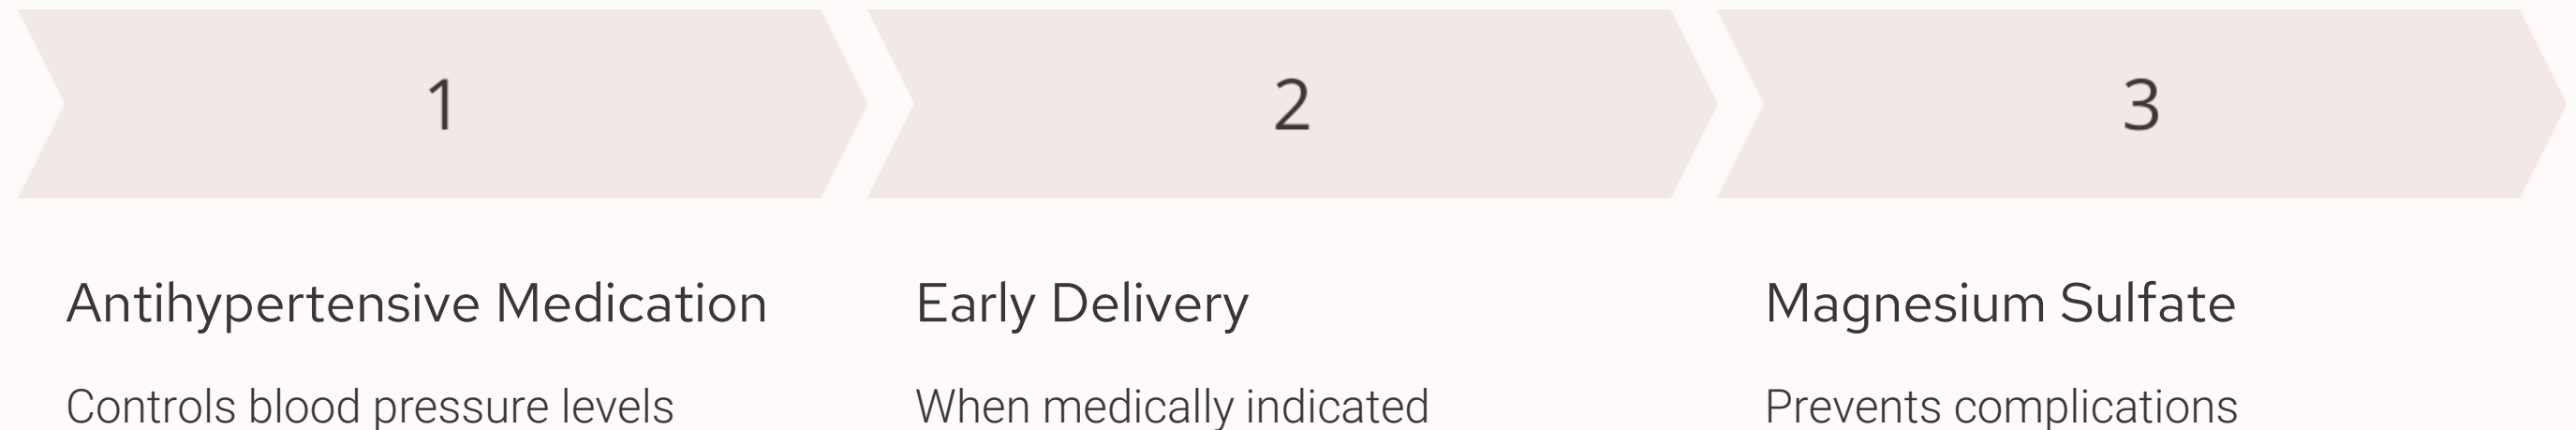 1
2
3
Antihypertensive Medication
Early Delivery
Magnesium Sulfate
Controls blood pressure levels
When medically indicated
Prevents complications